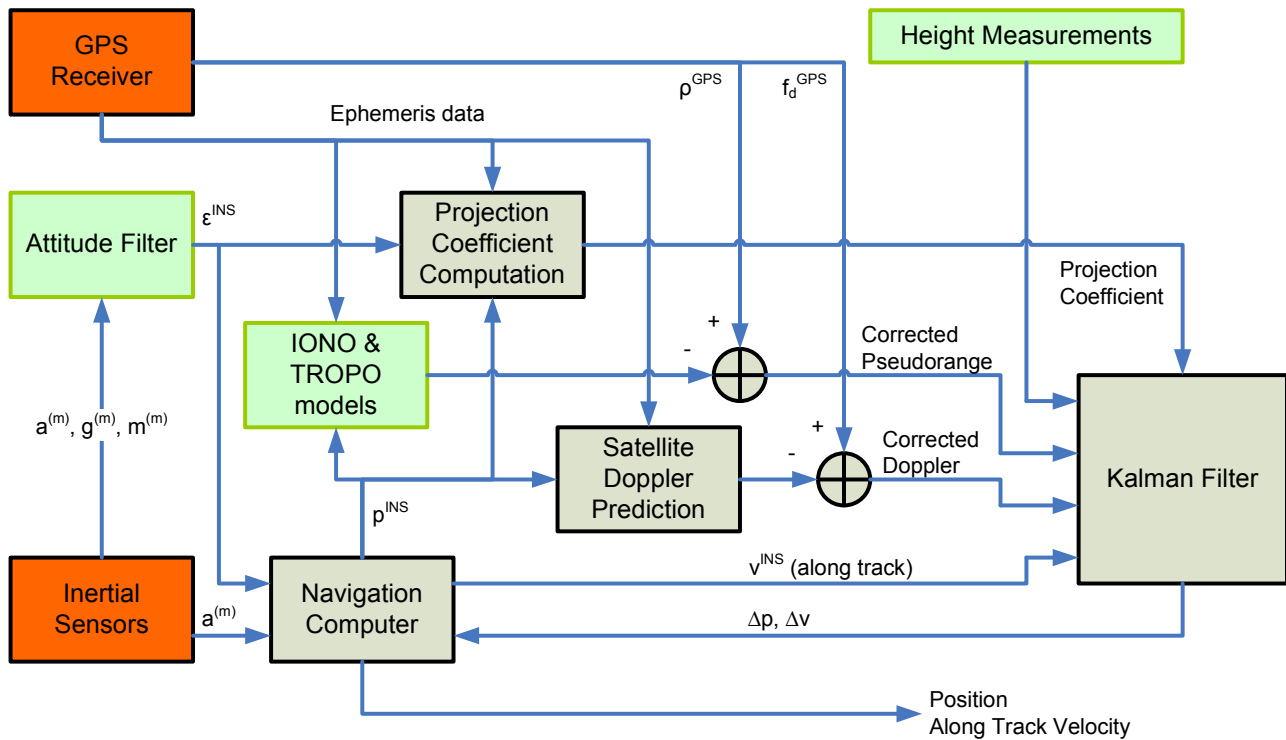 GPS
Receiver
Height Measurements
ρ^GPS
f_d^GPS
Ephemeris data
Attitude Filter
ε^INS
Projection
Coefficient
Computation
Projection
Coefficient
IONO &
TROPO
models
+
-
Corrected
Pseudorange
a^(m), g^(m), m^(m)
Satellite
Doppler
Prediction
+
-
Corrected
Doppler
Kalman Filter
p^INS
Inertial
Sensors
a^(m)
Navigation
Computer
v^INS (along track)
Δp, Δv
Position
Along Track Velocity